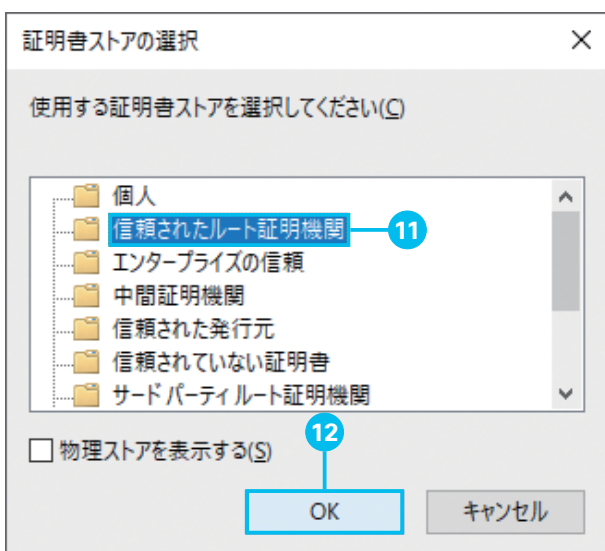 証明書ストアの選択
使用する証明書ストアを選択してください(C)
個人
信頼されたルート証明機関 11
エンタープライズの信頼
中間証明機関
信頼された発行元
信頼されていない証明書
サード パーティ ルート証明機関
12
物理ストアを表示する(S)
OK キャンセル